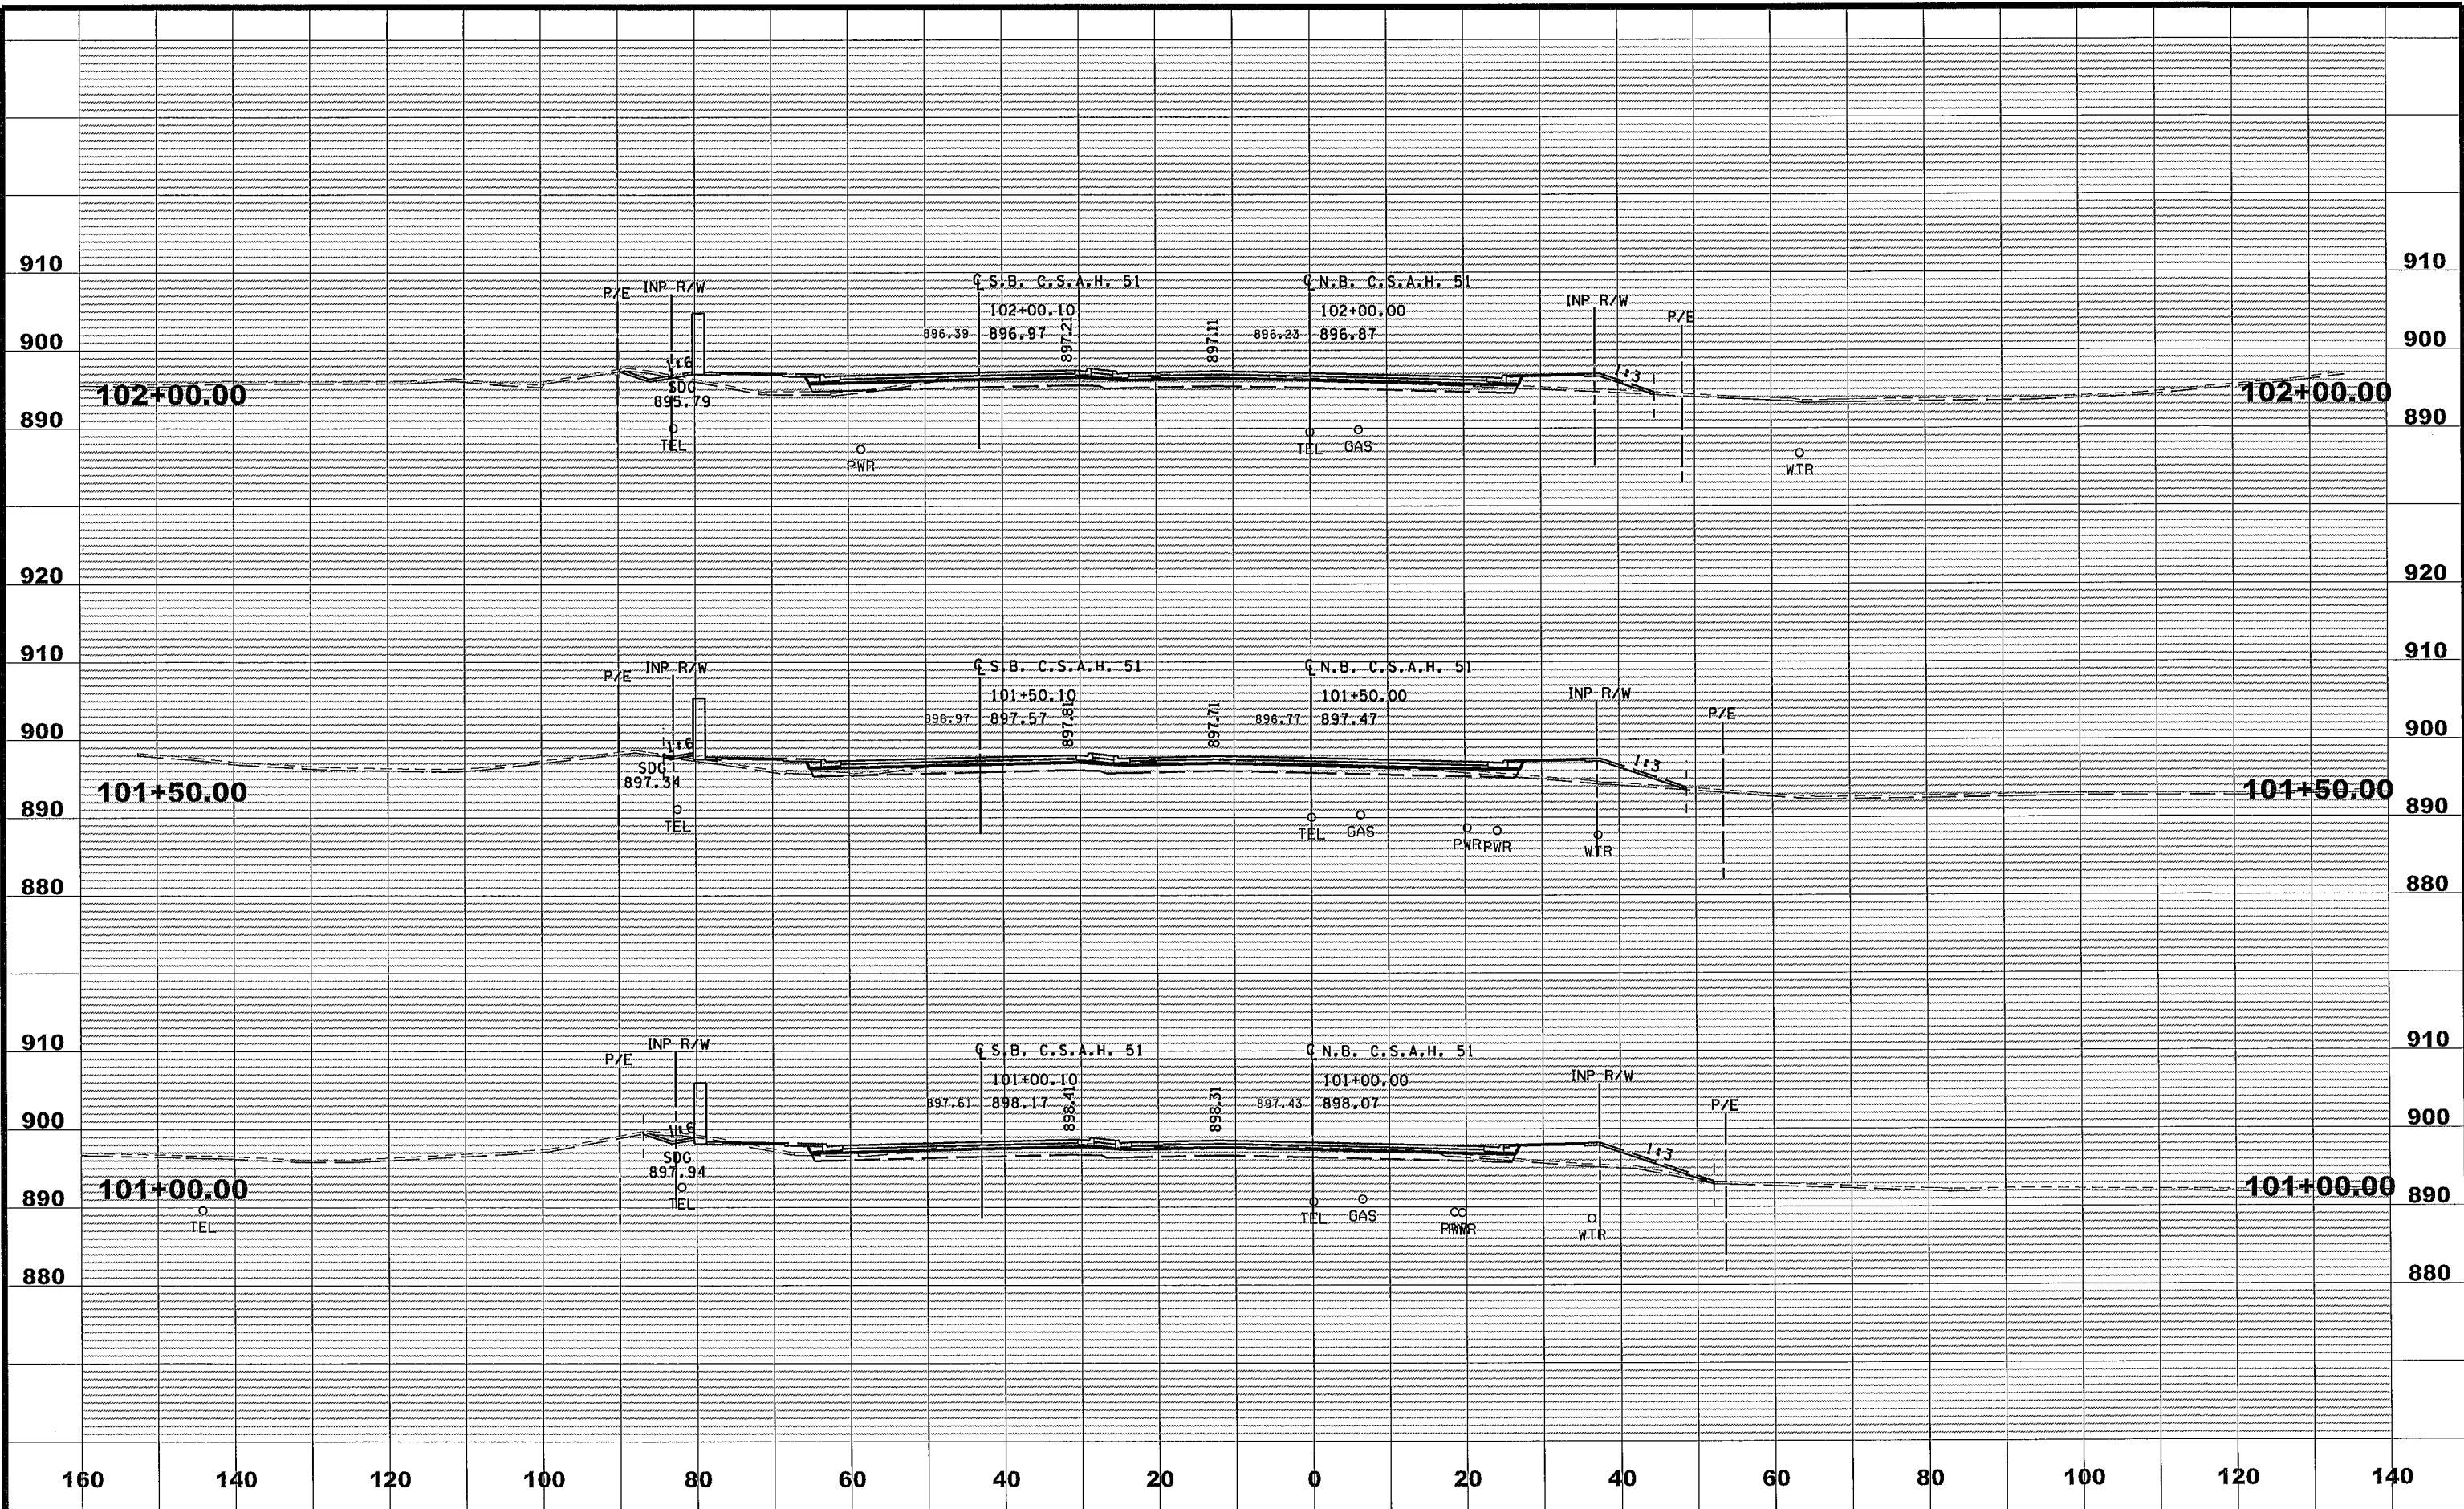 910 910
℄ S.B. C.S.A.H. 51 ℄ N.B. C.S.A.H. 51
P/E INP R/W INP R/W
102+00.10 102+00.00 P/E
896.39 896.97 897.21 897.11 896.23 896.87
900 900
1:6 1:3
SDG
102+00.00 895.79 102+00.00
890 890
TEL PWR TEL GAS WTR
920 920
910 910
P/E INP R/W ℄ S.B. C.S.A.H. 51 ℄ N.B. C.S.A.H. 51
101+50.10 101+50.00 INP R/W
896.97 897.57 897.81 897.71 896.77 897.47 P/E
900 900
1:6 1:3
SDG
897.34
101+50.00 101+50.00
890 890
TEL TEL GAS PWR PWR WTR
880 880
910 910
P/E INP R/W ℄ S.B. C.S.A.H. 51 ℄ N.B. C.S.A.H. 51
101+00.10 101+00.00 INP R/W
897.61 898.17 898.41 898.31 897.43 898.07 P/E
900 900
1:6 1:3
SDG
897.94
101+00.00 101+00.00
890 890
TEL TEL TEL GAS PWR PWR WTR
880 880
160 140 120 100 80 60 40 20 0 20 40 60 80 100 120 140